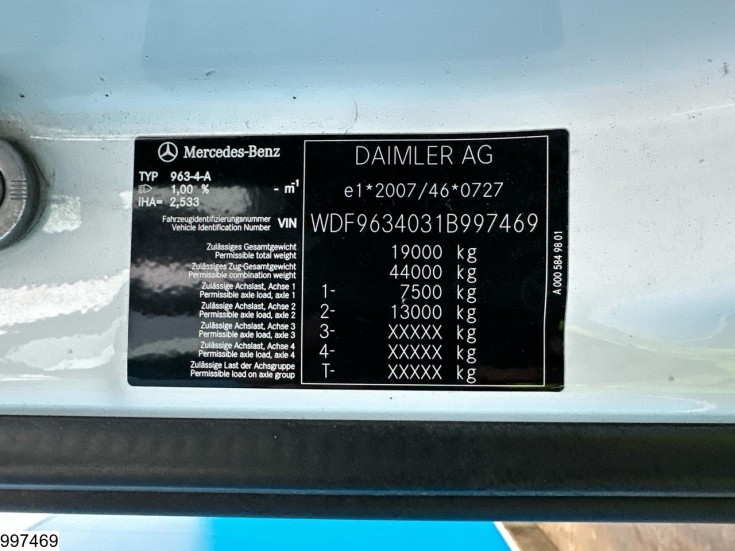 Mercedes-Benz
DAIMLER AG
TYP 963-4-A
1,00 % - m⁻¹
iHA= 2,533
e1*2007/46*0727
Fahrzeugidentifizierungsnummer
Vehicle Identification Number VIN WDF9634031B997469
Zulässiges Gesamtgewicht
Permissible total weight 19000 kg
Zulässiges Zug-Gesamtgewicht
Permissible combination weight 44000 kg
Zulässige Achslast, Achse 1
Permissible axle load, axle 1 1- 7500 kg
Zulässige Achslast, Achse 2
Permissible axle load, axle 2 2- 13000 kg
Zulässige Achslast, Achse 3
Permissible axle load, axle 3 3- XXXXX kg
Zulässige Achslast, Achse 4
Permissible axle load, axle 4 4- XXXXX kg
Zulässige Last der Achsgruppe
Permissible load on axle group T- XXXXX kg
A 000 584 98 01
997469